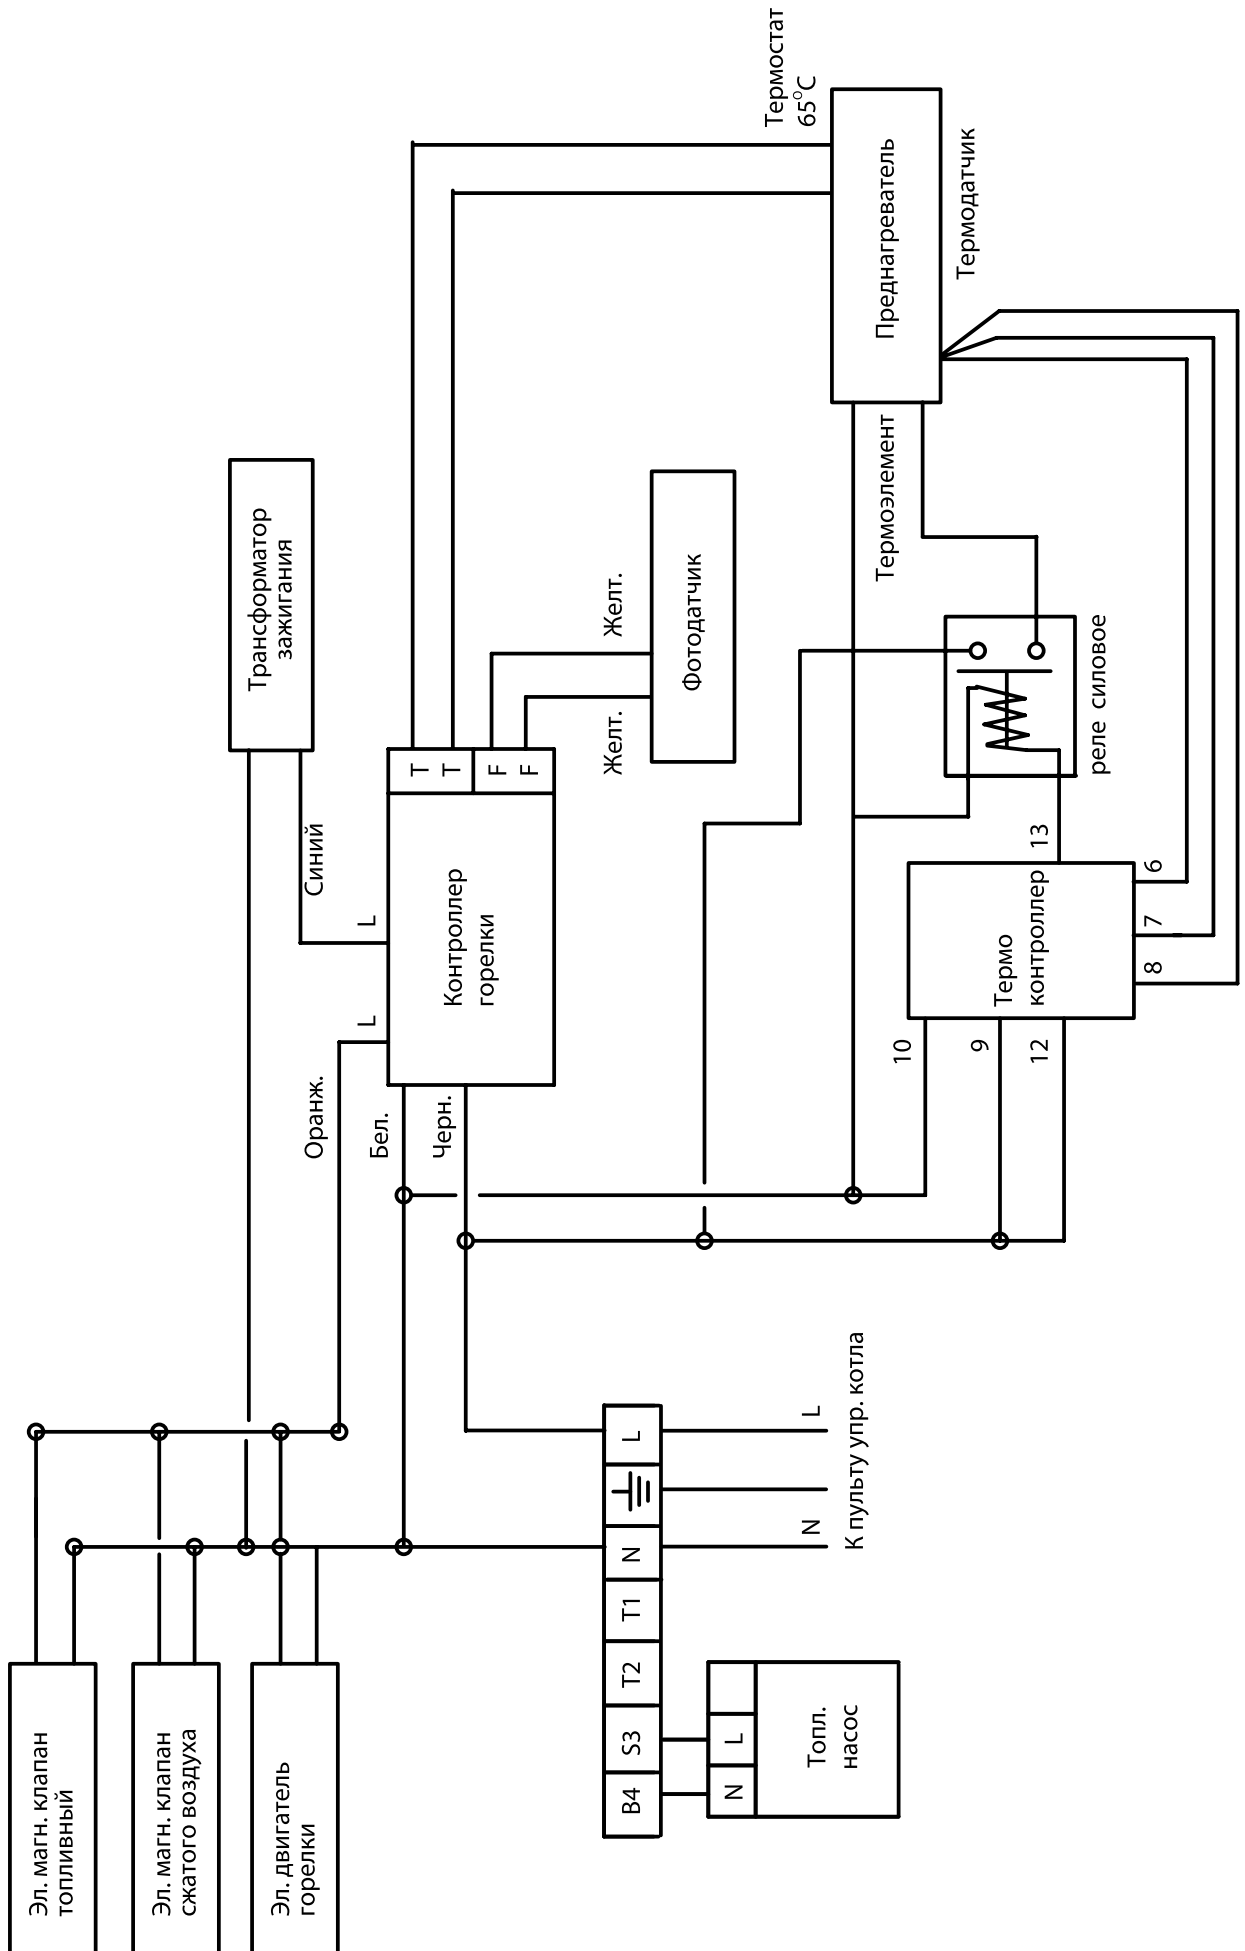 Эл. магн. клапан
топливный
Эл. магн. клапан
сжатого воздуха
Эл. двигатель
горелки
Трансформатор
зажигания
Синий
Оранж.
L
L
Бел.
Черн.
Контроллер
горелки
T
T
F
F
Желт.
Желт.
Фотодатчик
Термостат
65°C
Преднагреватель
Термодатчик
Термоэлемент
реле силовое
13
Термо
контроллер
6
7
8
10
9
12
L
N
T1
T2
S3
B4
L
N
К пульту упр. котла
L
N
Топл.
насос